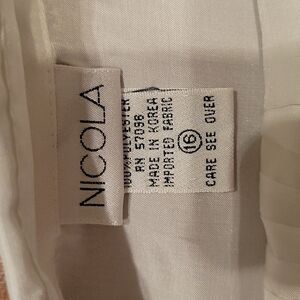 NICOLA
100% POLYESTER
RN 57098
MADE IN KOREA
IMPORTED FABRIC
16
CARE SEE OVER